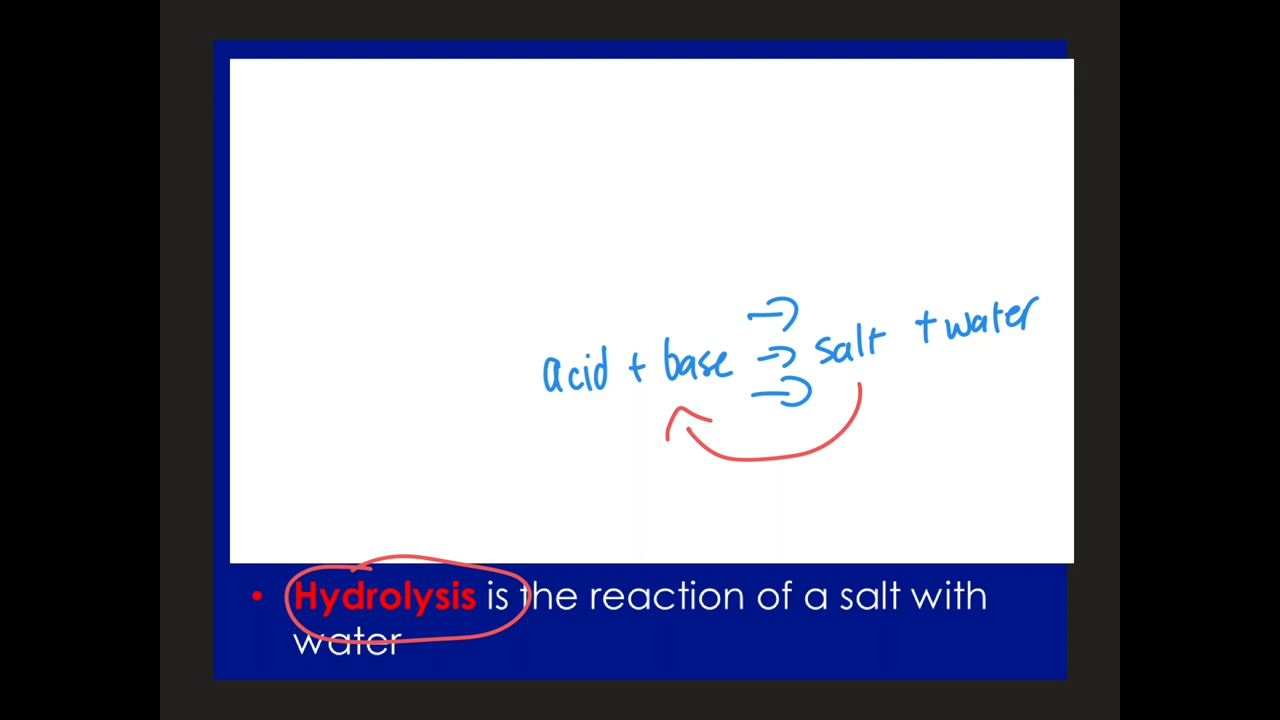 acid + base → → → salt + water
• Hydrolysis is the reaction of a salt with
water